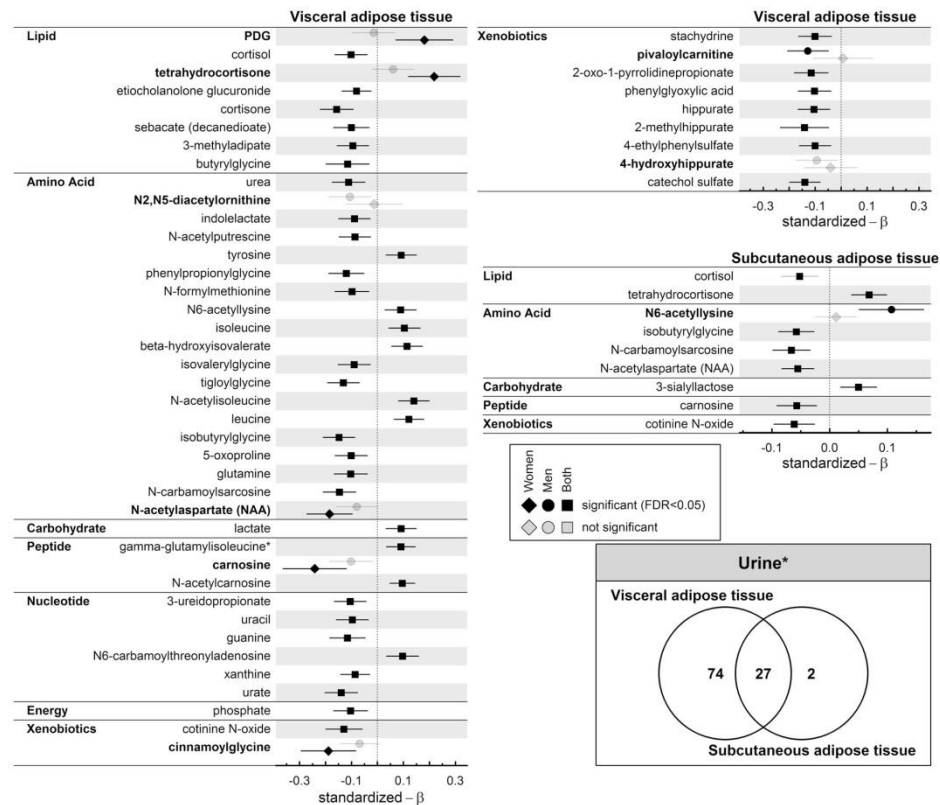 Visceral adipose tissue
Lipid PDG
cortisol
tetrahydrocortisone
etiocholanolone glucuronide
cortisone
sebacate (decanedioate)
3-methyladipate
butyrylglycine
Amino Acid urea
N2,N5-diacetylornithine
indolelactate
N-acetylputrescine
tyrosine
phenylpropionylglycine
N-formylmethionine
N6-acetyllysine
isoleucine
beta-hydroxyisovalerate
isovalerylglycine
tigloylglycine
N-acetylisoleucine
leucine
isobutyrylglycine
5-oxoproline
glutamine
N-carbamoylsarcosine
N-acetylaspartate (NAA)
Carbohydrate lactate
Peptide gamma-glutamylisoleucine*
carnosine
N-acetylcarnosine
Nucleotide 3-ureidopropionate
uracil
guanine
N6-carbamoylthreonyladenosine
xanthine
urate
Energy phosphate
Xenobiotics cotinine N-oxide
cinnamoylglycine
-0.3 -0.1 0 0.1 0.3
standardized – β
Visceral adipose tissue
Xenobiotics stachydrine
pivaloylcarnitine
2-oxo-1-pyrrolidinepropionate
phenylglyoxylic acid
hippurate
2-methylhippurate
4-ethylphenylsulfate
4-hydroxyhippurate
catechol sulfate
-0.3 -0.1 0 0.1 0.3
standardized – β
Subcutaneous adipose tissue
Lipid cortisol
tetrahydrocortisone
Amino Acid N6-acetyllysine
isobutyrylglycine
N-carbamoylsarcosine
N-acetylaspartate (NAA)
Carbohydrate 3-sialyllactose
Peptide carnosine
Xenobiotics cotinine N-oxide
-0.1 0.0 0.1
standardized – β
Women Men Both
significant (FDR<0.05)
not significant
Urine*
Visceral adipose tissue
74 27 2
Subcutaneous adipose tissue